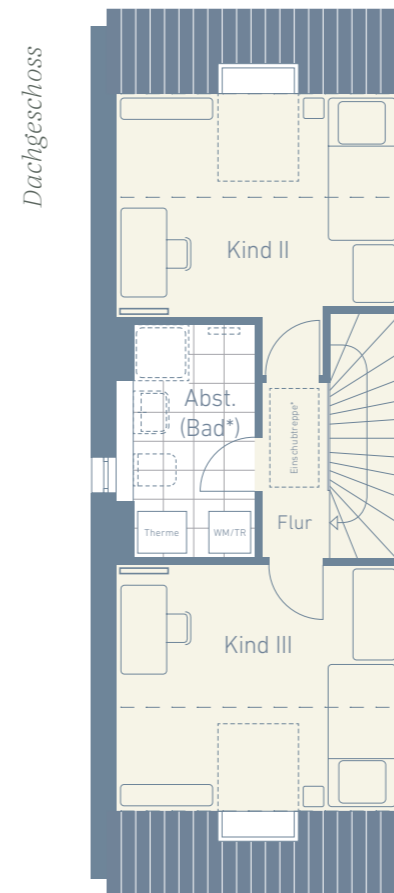 Dachgeschoss
Kind II
Abst.
(Bad*)
Einschubtreppe*
Therme
WM/TR
Flur
Kind III